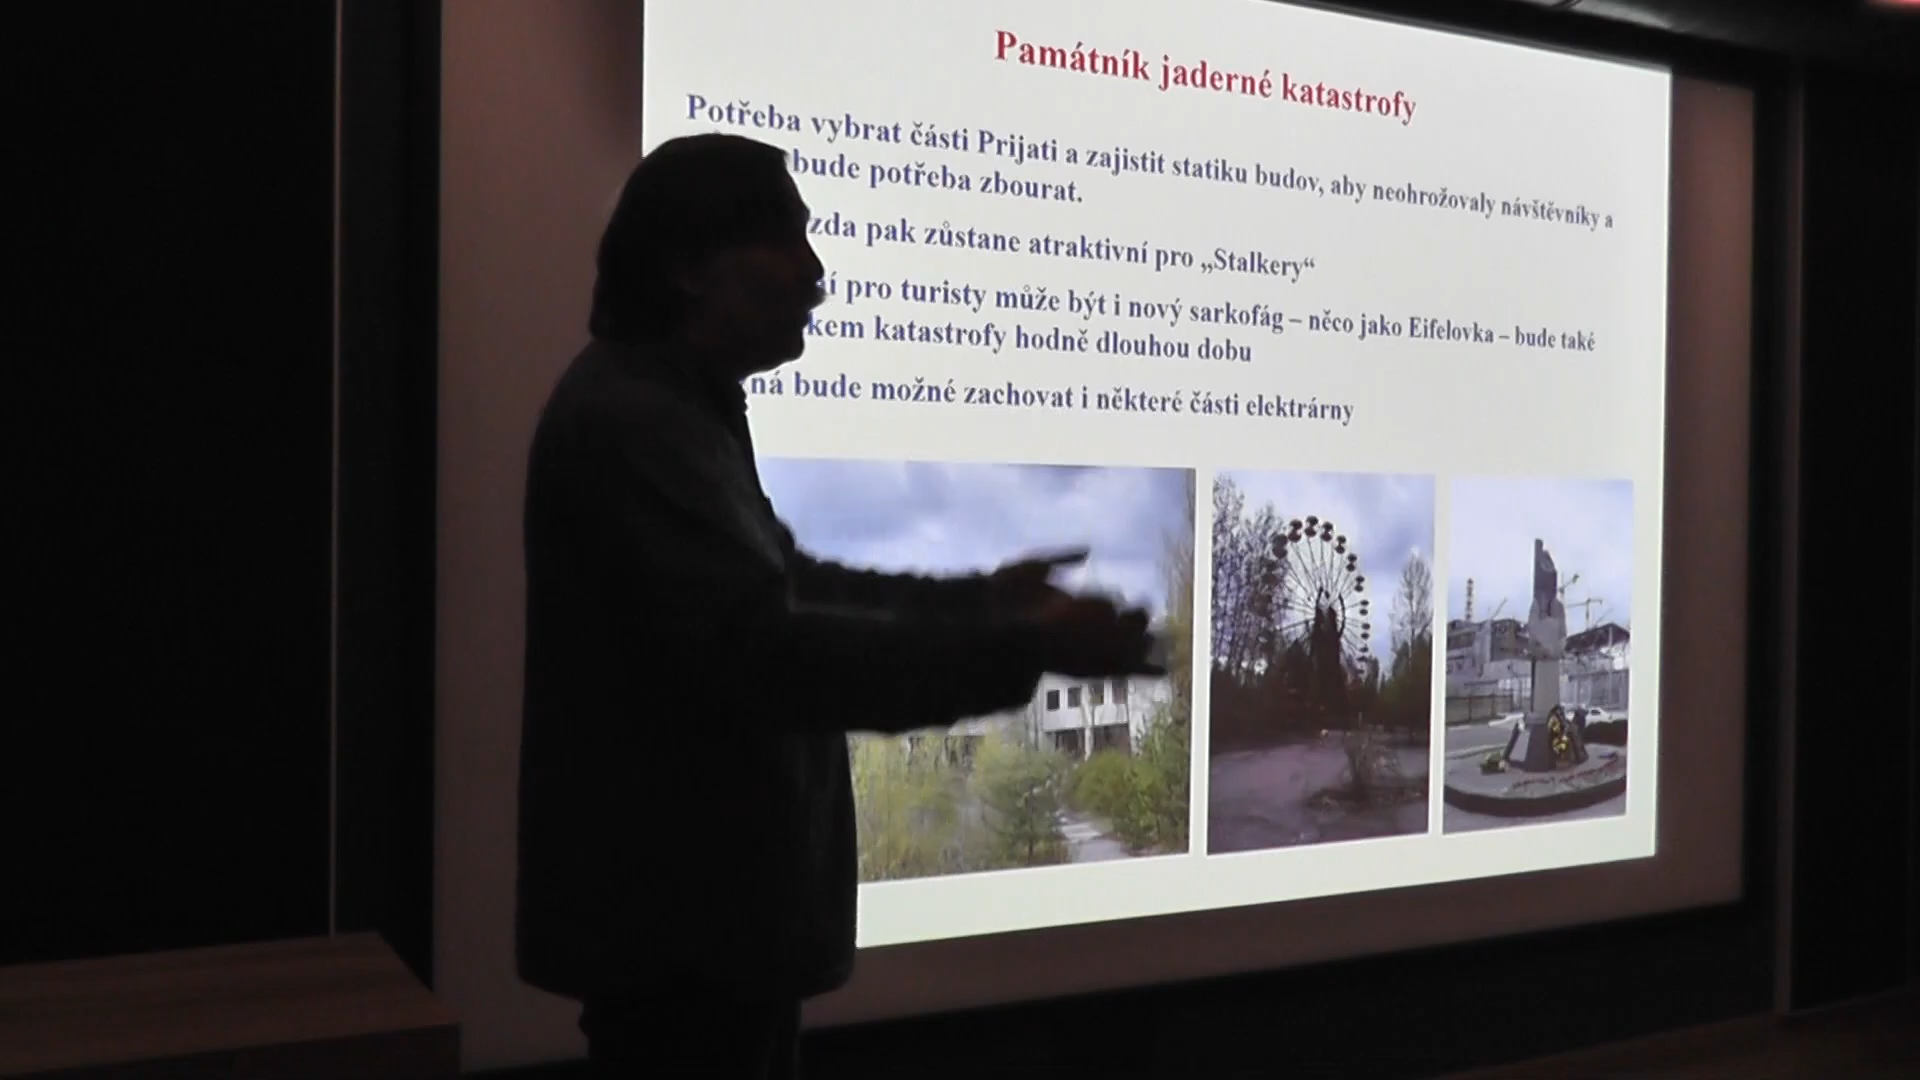 Památník jaderné katastrofy
Potřeba vybrat části Prijati a zajistit statiku budov, aby neohrožovaly návštěvníky a
bude potřeba zbourat.
pak zůstane atraktivní pro „Stalkery“
pro turisty může být i nový sarkofág – něco jako Eifelovka – bude také
katastrofy hodně dlouhou dobu
bude možné zachovat i některé části elektrárny